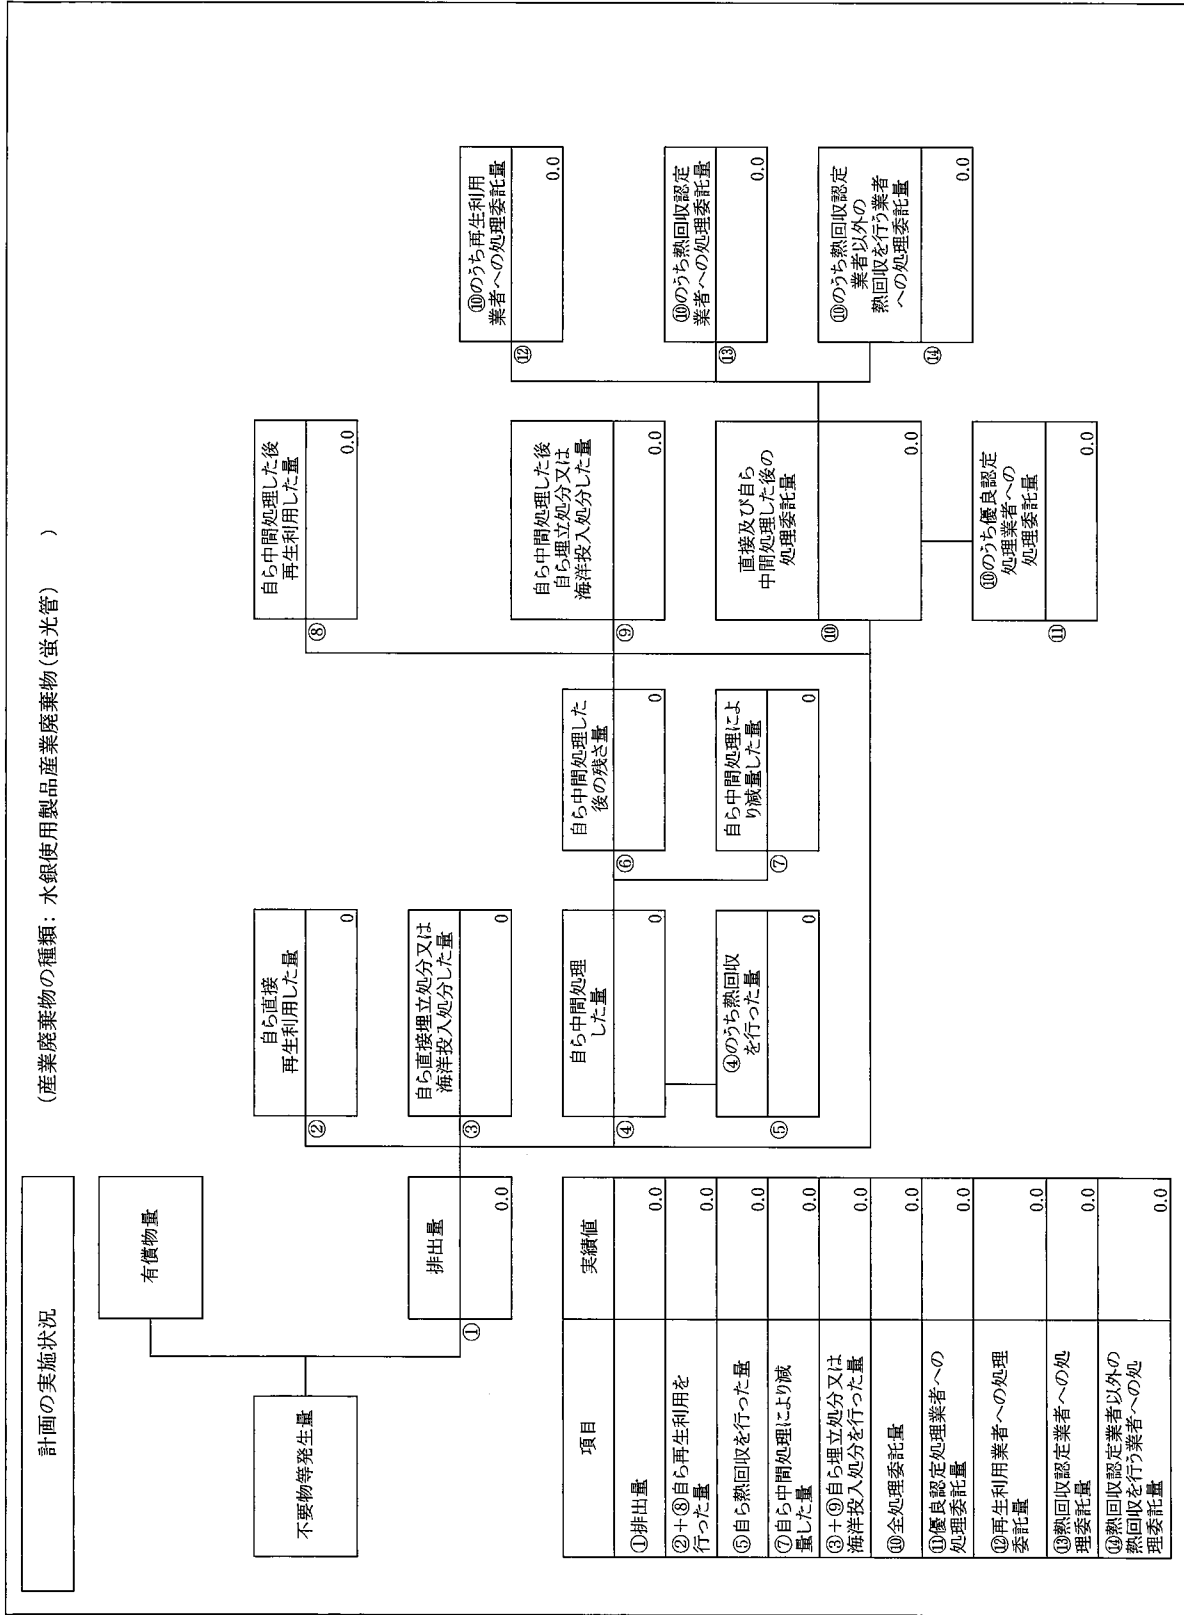 計画の実施状況
(産業廃棄物の種類: 水銀使用製品産業廃棄物(蛍光管) )
不要物等発生量
有償物量
①
排出量
0.0
②
自ら直接
再生利用した量
0
③
自ら直接埋立処分又は
海洋投入処分した量
0
④
自ら中間処理
した量
0
⑤
④のうち熱回収
を行った量
0
⑥
自ら中間処理した
後の残さ量
0
⑦
自ら中間処理によ
り減量した量
0
⑧
自ら中間処理した後
再生利用した量
0.0
⑨
自ら中間処理した後
自ら埋立処分又は
海洋投入処分した量
0.0
⑩
直接及び自ら
中間処理した後の
処理委託量
0.0
⑪
⑩のうち優良認定
処理業者への
処理委託量
0.0
⑫
⑩のうち再生利用
業者への処理委託量
0.0
⑬
⑩のうち熱回収認定
業者への処理委託量
0.0
⑭
⑩のうち熱回収認定
業者以外の
熱回収を行う業者
への処理委託量
0.0
項目 実績値
①排出量 0.0
②+⑧自ら再生利用を
行った量 0.0
⑤自ら熱回収を行った量 0.0
⑦自ら中間処理により減
量した量 0.0
③+⑨自ら埋立処分又は
海洋投入処分を行った量 0.0
⑩全処理委託量 0.0
⑪優良認定処理業者への
処理委託量 0.0
⑫再生利用業者への処理
委託量 0.0
⑬熱回収認定業者への処
理委託量 0.0
⑭熱回収認定業者以外の
熱回収を行う業者への処
理委託量 0.0